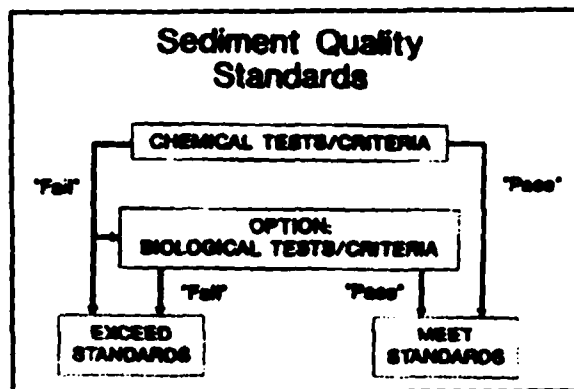 Sediment Quality
Standards
CHEMICAL TESTS/CRITERIA
"Fail"
"Pass"
OPTION:
BIOLOGICAL TESTS/CRITERIA
"Fail"
"Pass"
EXCEED
STANDARDS
MEET
STANDARDS